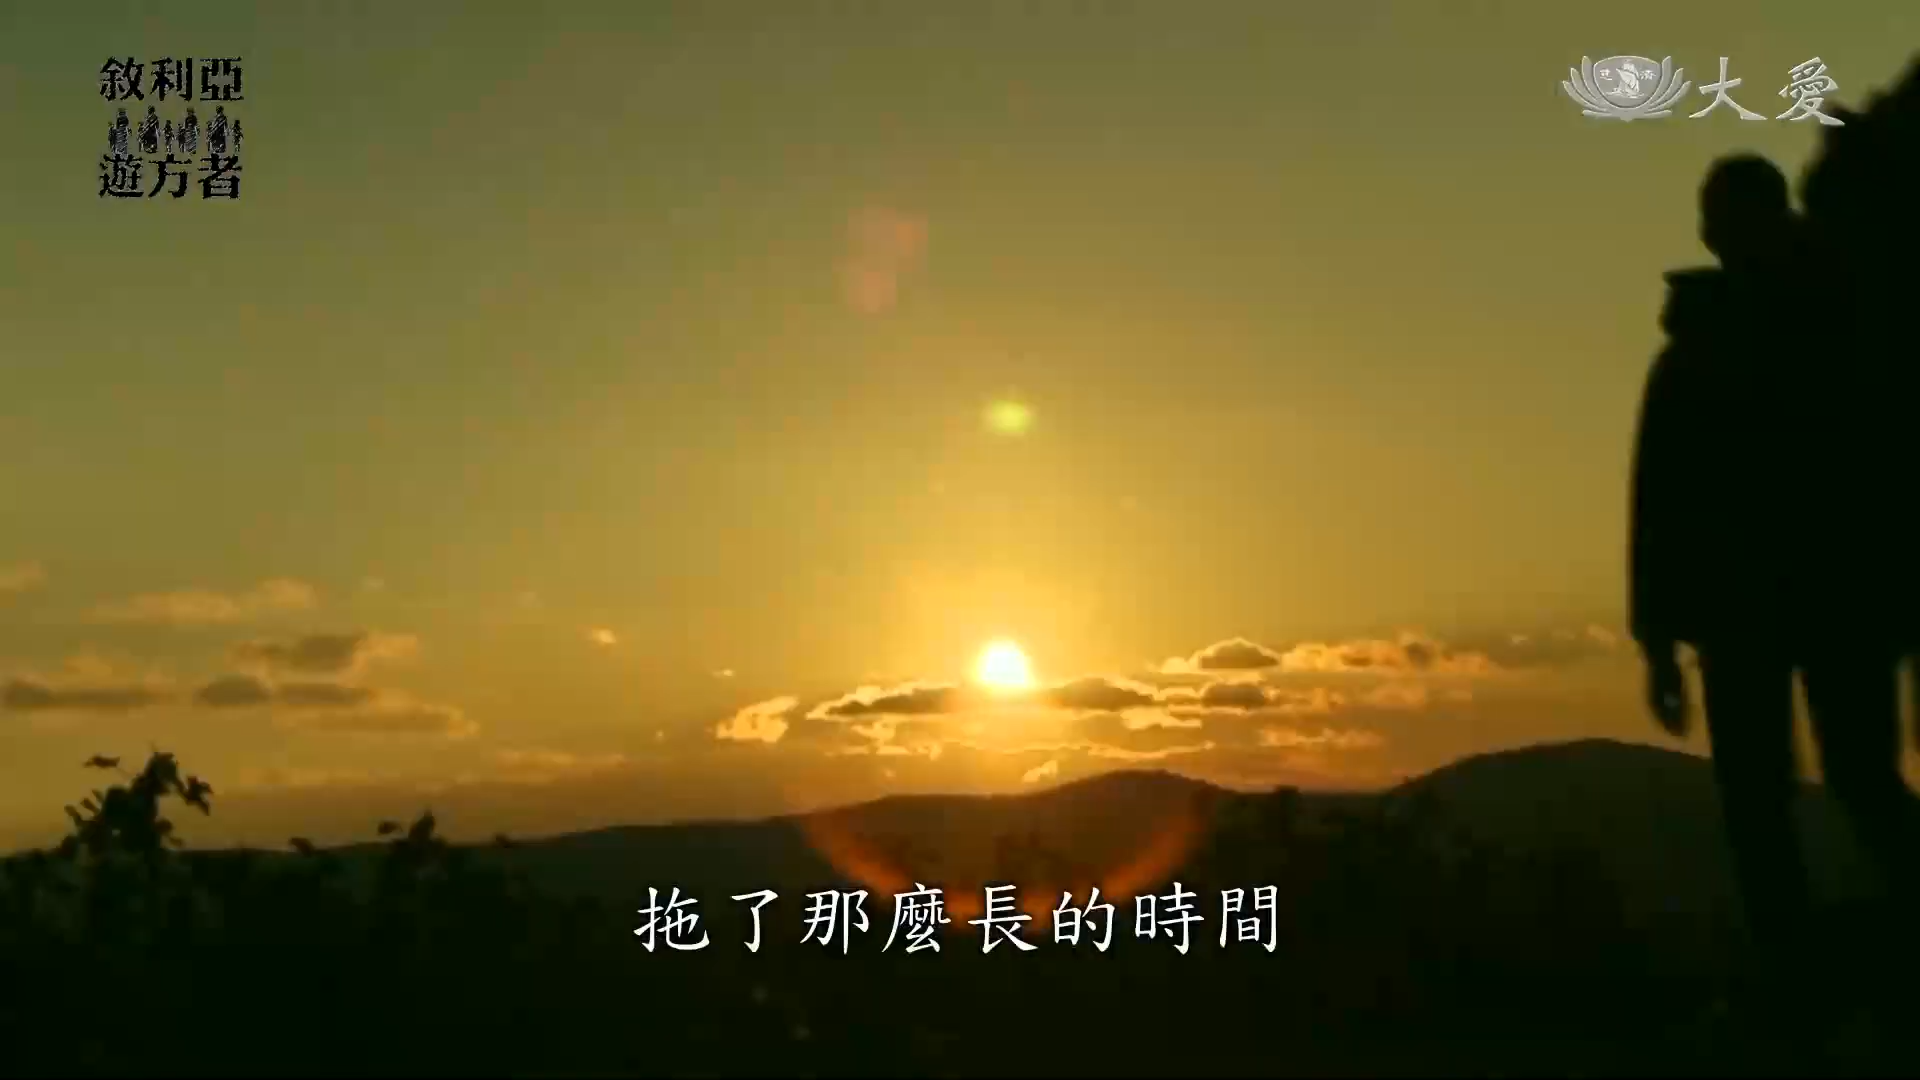 敘利亞
遊方者
大愛
拖了那麼長的時間